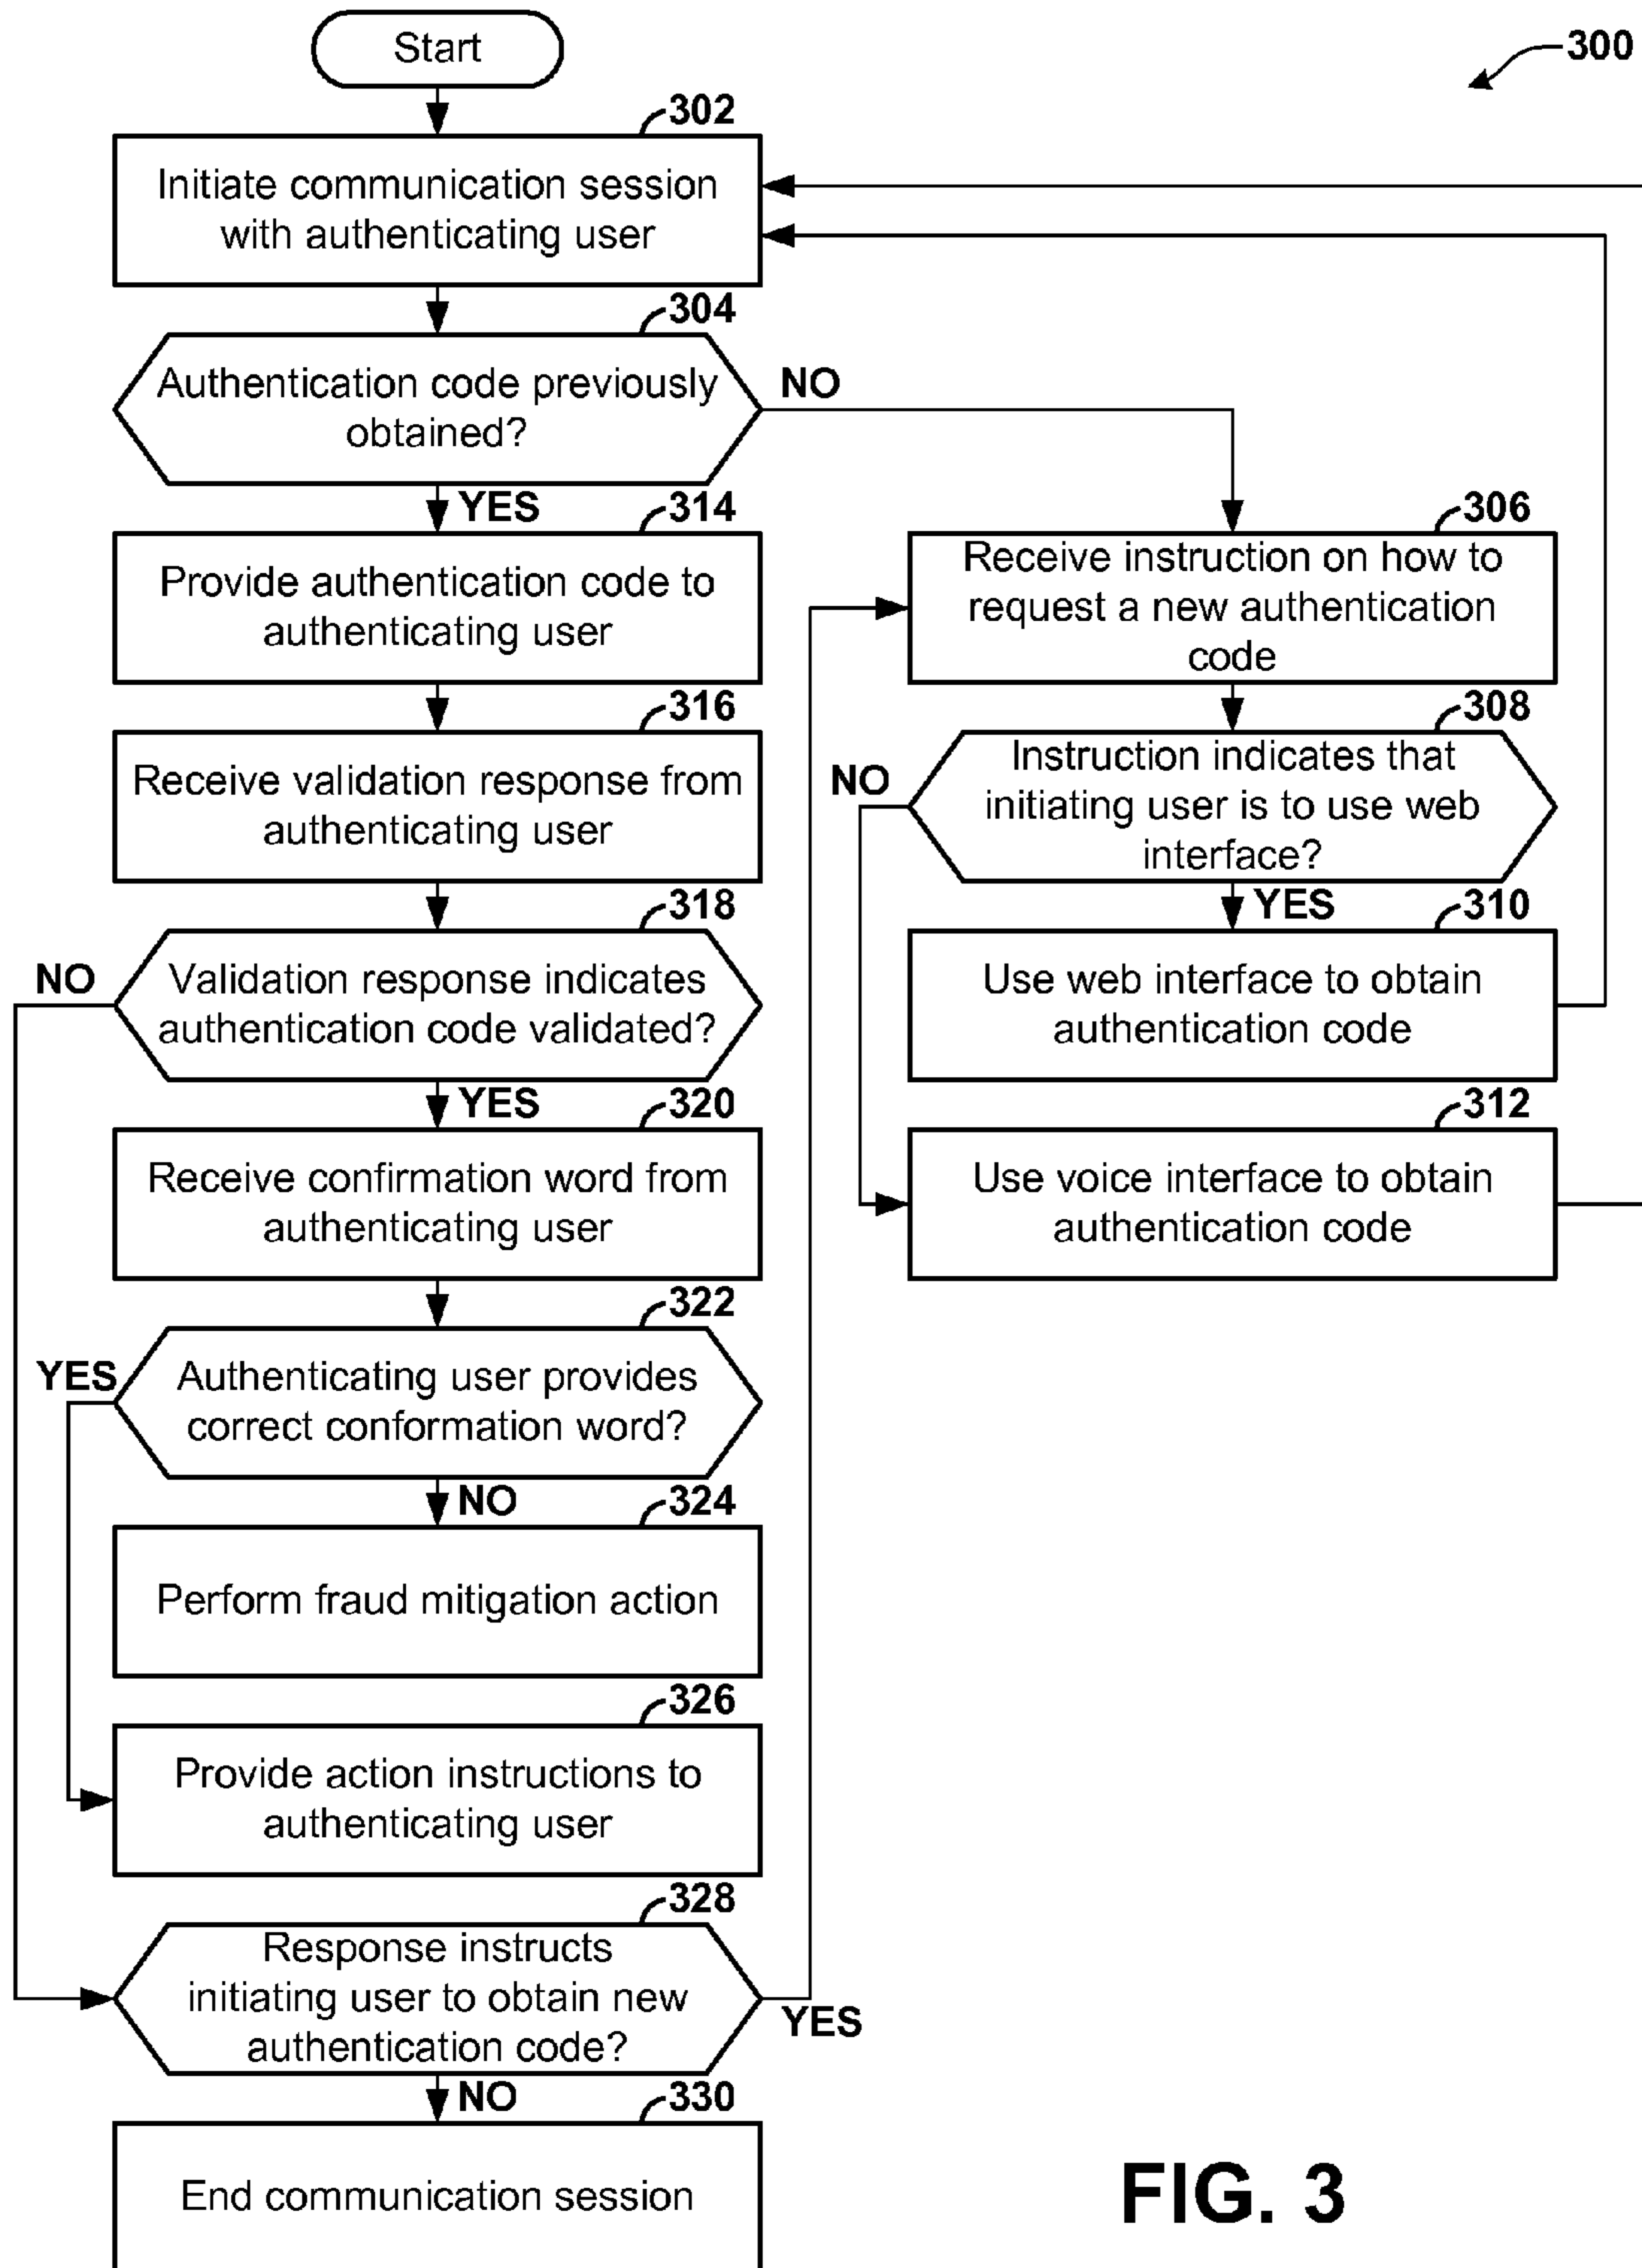 Start
300
302
Initiate communication session
with authenticating user
304
Authentication code previously
obtained?
NO
YES
314
Provide authentication code to
authenticating user
306
Receive instruction on how to
request a new authentication
code
316
Receive validation response from
authenticating user
308
Instruction indicates that
initiating user is to use web
interface?
NO
YES
318
Validation response indicates
authentication code validated?
NO
YES
310
Use web interface to obtain
authentication code
320
Receive confirmation word from
authenticating user
312
Use voice interface to obtain
authentication code
322
Authenticating user provides
correct conformation word?
YES
NO
324
Perform fraud mitigation action
326
Provide action instructions to
authenticating user
328
Response instructs
initiating user to obtain new
authentication code?
YES
NO
330
End communication session
FIG. 3